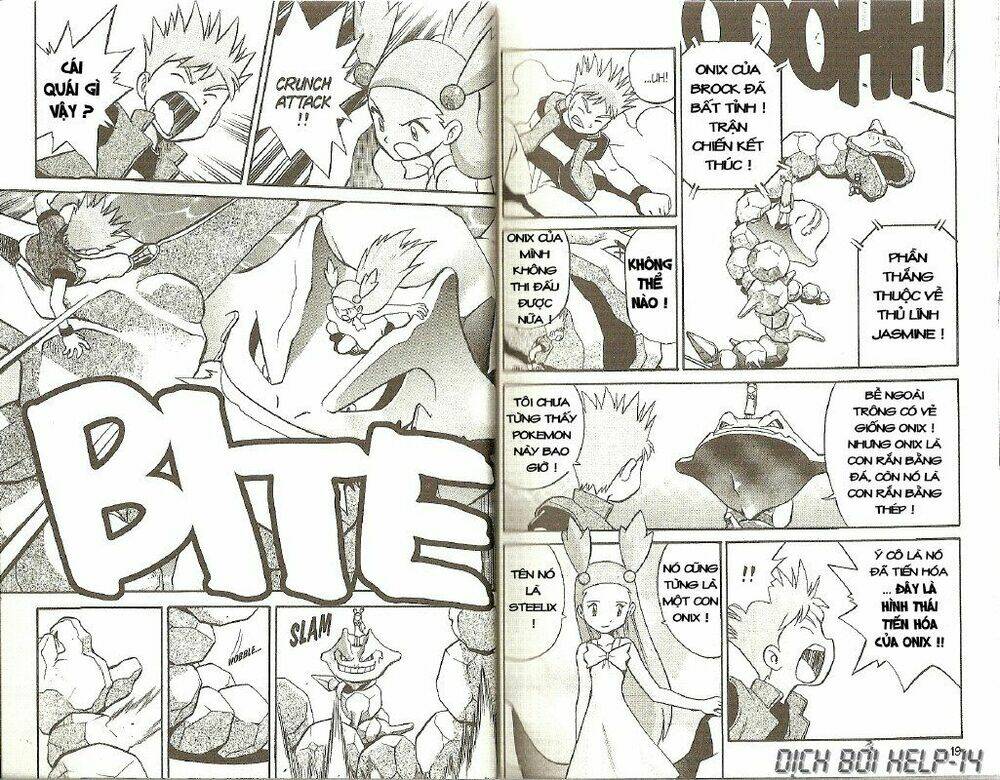 CÁI
QUÁI GÌ
VẬY ?
CRUNCH
ATTACK
!!
BITE
WOBBLE...
SLAM
OOOHH
...UH!
ONIX CỦA
BROCK ĐÃ
BẤT TỈNH !
TRẬN
CHIẾN KẾT
THÚC !
PHẦN
THẮNG
THUỘC VỀ
THỦ LĨNH
JASMINE !
ONIX CỦA
MÌNH
KHÔNG
THI ĐẤU
ĐƯỢC
NỮA !
KHÔNG
THỂ
NÀO !
TÔI CHƯA
TỪNG THẤY
POKEMON
NÀY BAO
GIỜ !
BỀ NGOÀI
TRÔNG CÓ VẺ
GIỐNG ONIX !
NHƯNG ONIX LÀ
CON RẮN BẰNG
ĐÁ, CÒN NÓ LÀ
CON RẮN BẰNG
THÉP !
TÊN NÓ
LÀ
STEELIX
!
NÓ CŨNG
TỪNG LÀ
MỘT CON
ONIX !
!!
Ý CÔ LÀ NÓ
ĐÃ TIẾN HÓA
... ĐÂY LÀ
HÌNH THÁI
TIẾN HÓA
CỦA ONIX !!
19
DỊCH BỞI HELP-14